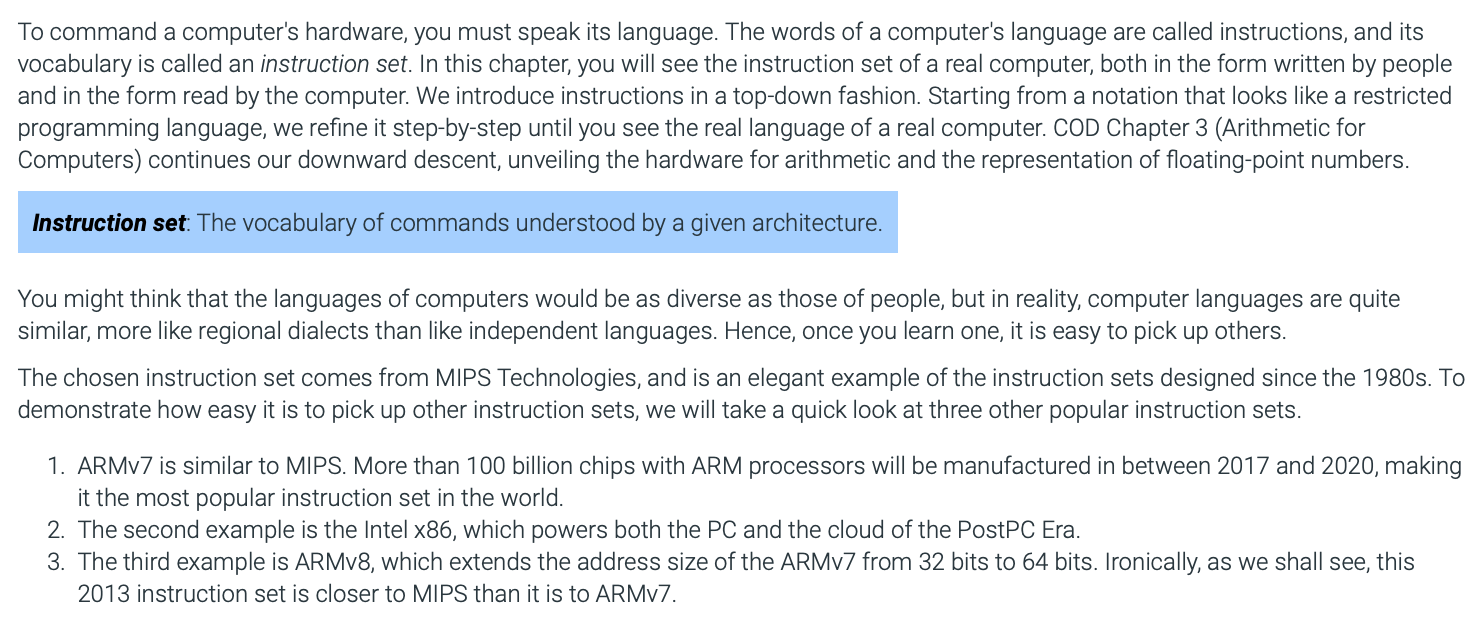 To command a computer's hardware, you must speak its language. The words of a computer's language are called instructions, and its
vocabulary is called an instruction set. In this chapter, you will see the instruction set of a real computer, both in the form written by people
and in the form read by the computer. We introduce instructions in a top-down fashion. Starting from a notation that looks like a restricted
programming language, we refine it step-by-step until you see the real language of a real computer. COD Chapter 3 (Arithmetic for
Computers) continues our downward descent, unveiling the hardware for arithmetic and the representation of floating-point numbers.
Instruction set: The vocabulary of commands understood by a given architecture.
You might think that the languages of computers would be as diverse as those of people, but in reality, computer languages are quite
similar, more like regional dialects than like independent languages. Hence, once you learn one, it is easy to pick up others.
The chosen instruction set comes from MIPS Technologies, and is an elegant example of the instruction sets designed since the 1980s. To
demonstrate how easy it is to pick up other instruction sets, we will take a quick look at three other popular instruction sets.
1. ARMv7 is similar to MIPS. More than 100 billion chips with ARM processors will be manufactured in between 2017 and 2020, making
it the most popular instruction set in the world.
2. The second example is the Intel x86, which powers both the PC and the cloud of the PostPC Era.
3. The third example is ARMv8, which extends the address size of the ARMv7 from 32 bits to 64 bits. Ironically, as we shall see, this
2013 instruction set is closer to MIPS than it is to ARMv7.